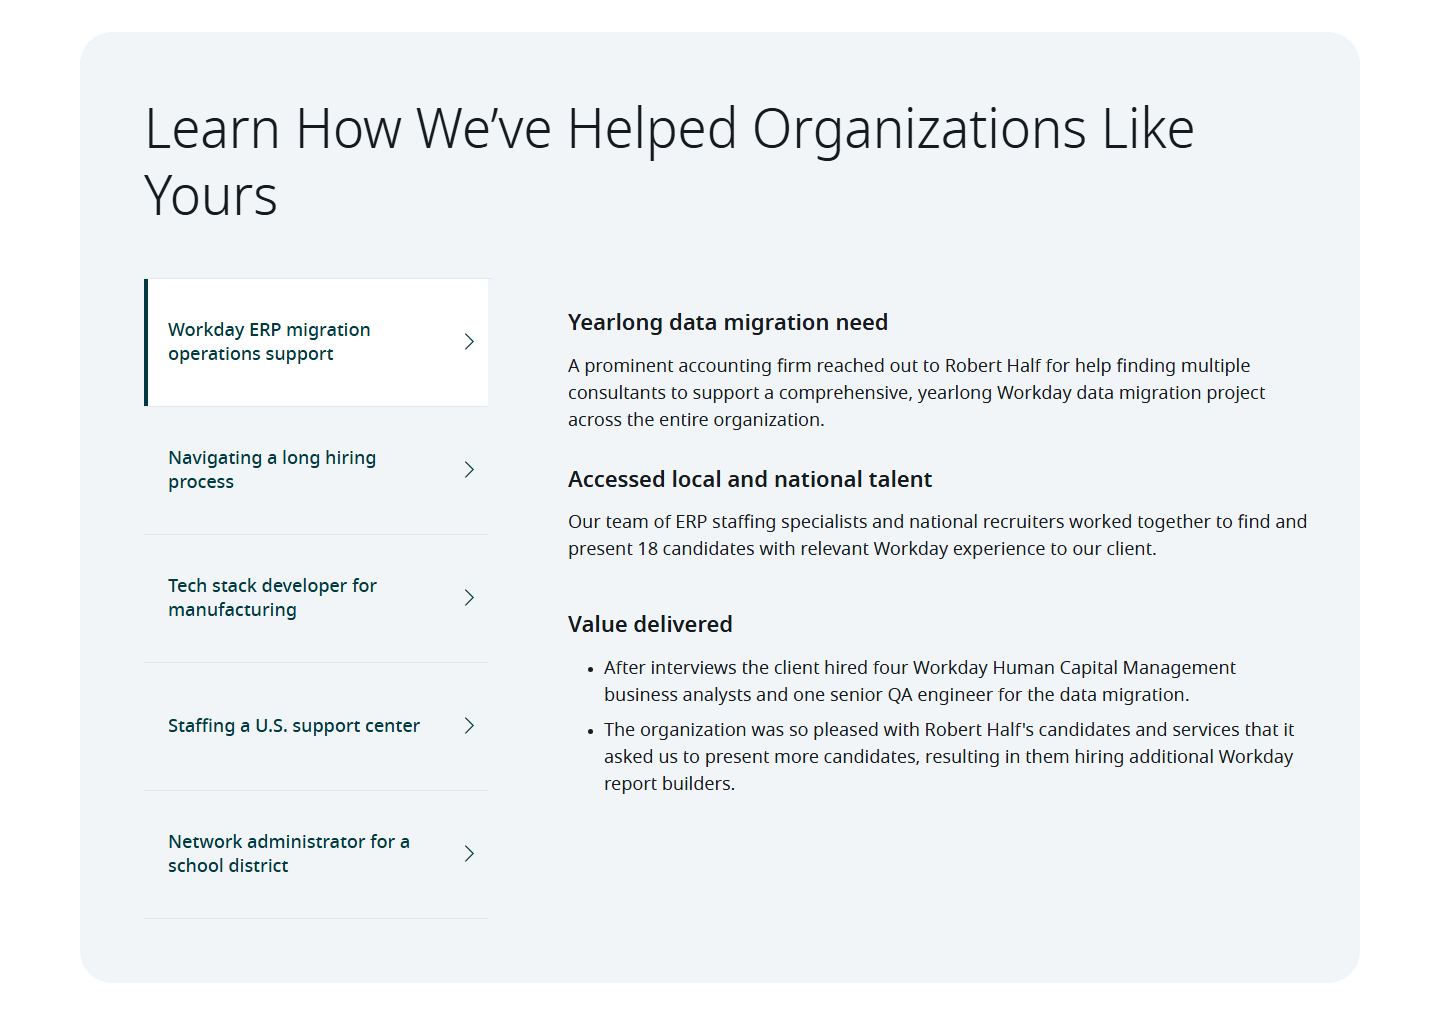 Learn How We’ve Helped Organizations Like
Yours
Workday ERP migration
operations support
Navigating a long hiring
process
Tech stack developer for
manufacturing
Staffing a U.S. support center
Network administrator for a
school district
Yearlong data migration need
A prominent accounting firm reached out to Robert Half for help finding multiple
consultants to support a comprehensive, yearlong Workday data migration project
across the entire organization.
Accessed local and national talent
Our team of ERP staffing specialists and national recruiters worked together to find and
present 18 candidates with relevant Workday experience to our client.
Value delivered
• After interviews the client hired four Workday Human Capital Management
business analysts and one senior QA engineer for the data migration.
• The organization was so pleased with Robert Half's candidates and services that it
asked us to present more candidates, resulting in them hiring additional Workday
report builders.